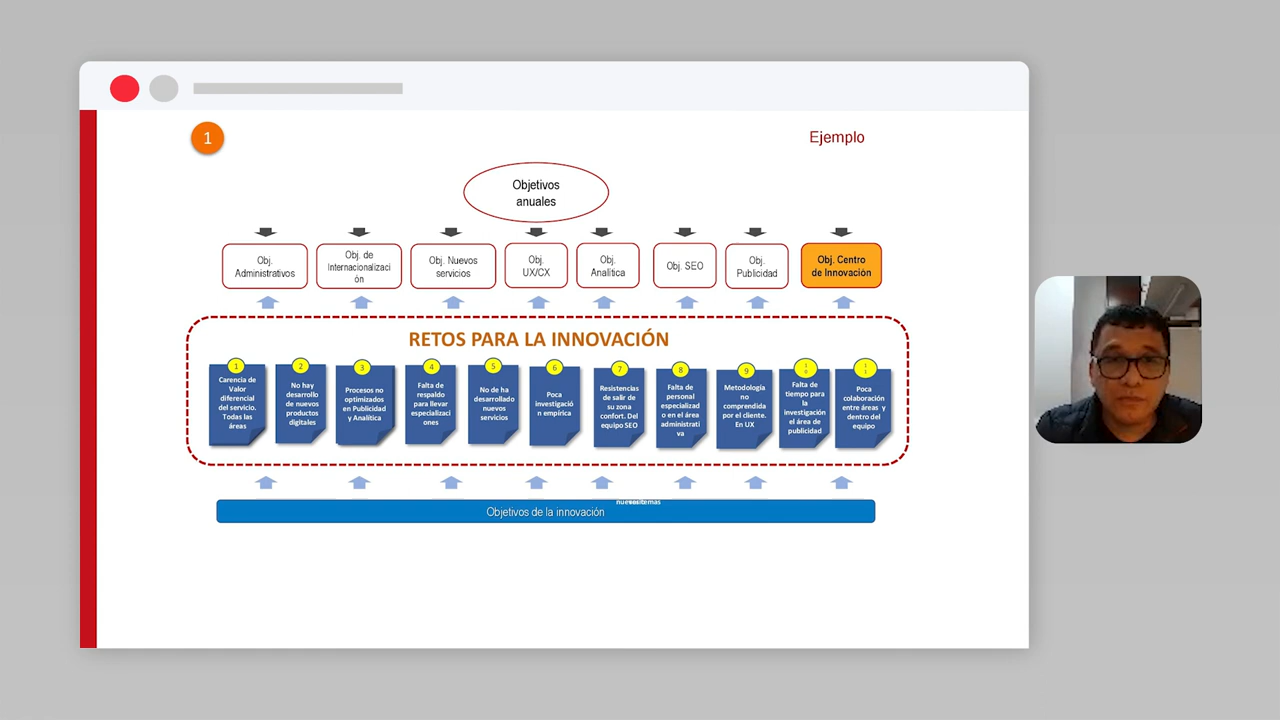 1
Ejemplo
Objetivos
anuales
Obj.
Administrativos
Obj. de
Internacionalizaci
ón
Obj. Nuevos
servicios
Obj.
UX/CX
Obj.
Analítica
Obj. SEO
Obj.
Publicidad
Obj. Centro
de Innovación
RETOS PARA LA INNOVACIÓN
1
Carencia de
Valor
diferencial
del servicio.
Todas las
áreas
2
No hay
desarrollo
de nuevos
productos
digitales
3
Procesos no
optimizados
en Publicidad
y Analítica
4
Falta de
respaldo
para llevar
especializaci
ones
5
No de ha
desarrollado
nuevos
servicios
6
Poca
investigació
n empírica
7
Resistencias
de salir de
su zona
confort. Del
equipo SEO
8
Falta de
personal
especializad
o en el área
administrati
va
9
Metodología
no
comprendida
por el cliente.
En UX
1
0
Falta de
tiempo para
la
investigación
el área de
publicidad
1
1
Poca
colaboración
entre áreas y
dentro del
equipo
Objetivos de la innovación